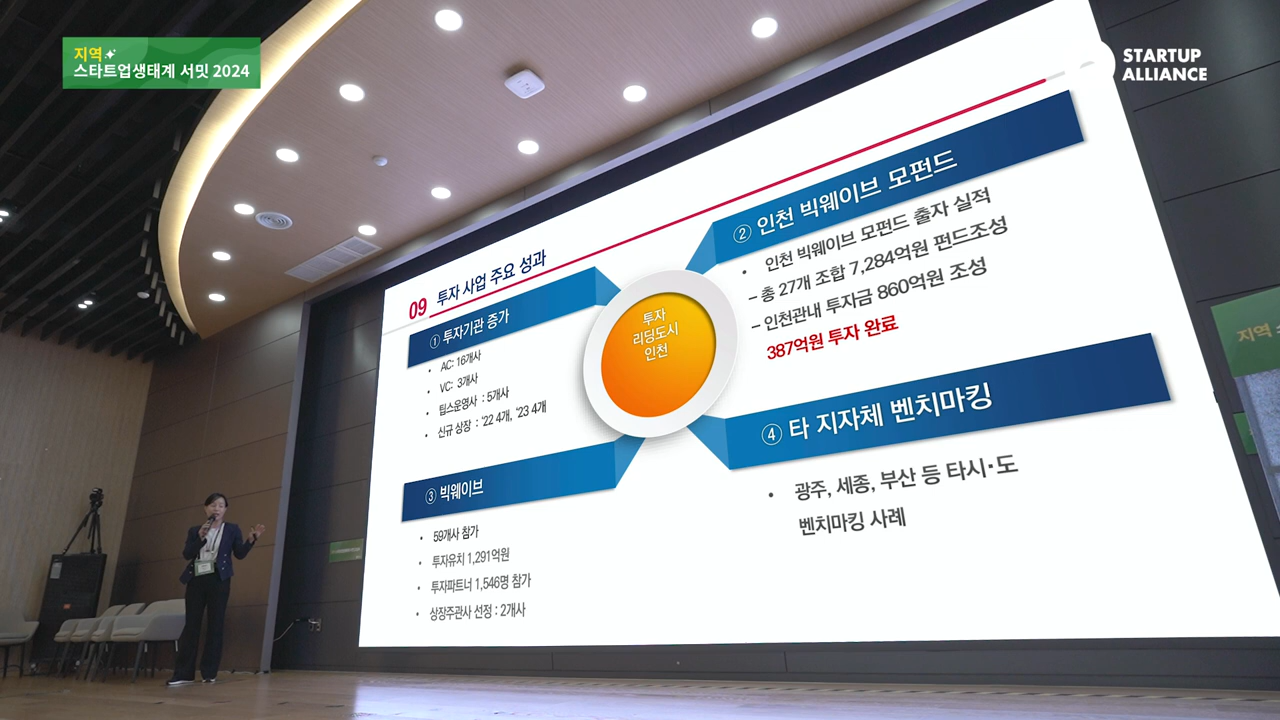 지역
스타트업생태계 서밋 2024
STARTUP
ALLIANCE
09 투자 사업 주요 성과
① 투자기관 증가
• AC: 16개사
• VC: 3개사
• 팁스운영사 : 5개사
• 신규 상장 : '22 4개, '23 4개
투자
리딩도시
인천
② 인천 빅웨이브 모펀드
• 인천 빅웨이브 모펀드 출자 실적
– 총 27개 조합 7,284억원 펀드조성
– 인천관내 투자금 860억원 조성
387억원 투자 완료
③ 빅웨이브
• 59개사 참가
• 투자유치 1,291억원
• 투자파트너 1,546명 참가
• 상장주관사 선정 : 2개사
④ 타 지자체 벤치마킹
• 광주, 세종, 부산 등 타시·도
벤치마킹 사례
지역